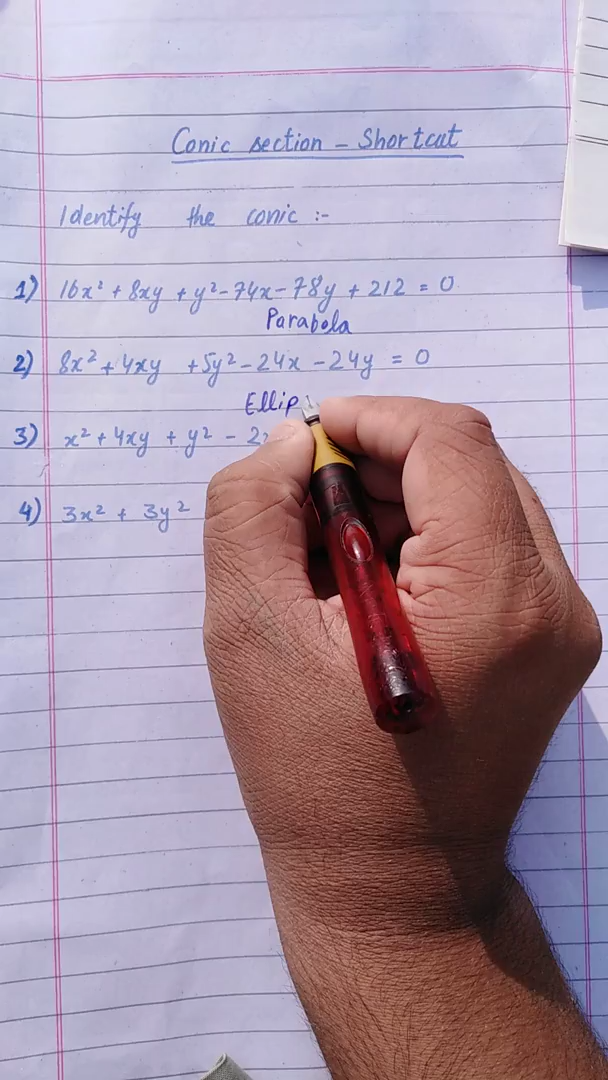 Conic section - Shortcut
Identify the conic :-
1) 16x² + 8xy + y² - 74x - 78y + 212 = 0
Parabola
2) 8x² + 4xy + 5y² - 24x - 24y = 0
Ellip
3) x² + 4xy + y² - 2
4) 3x² + 3y²